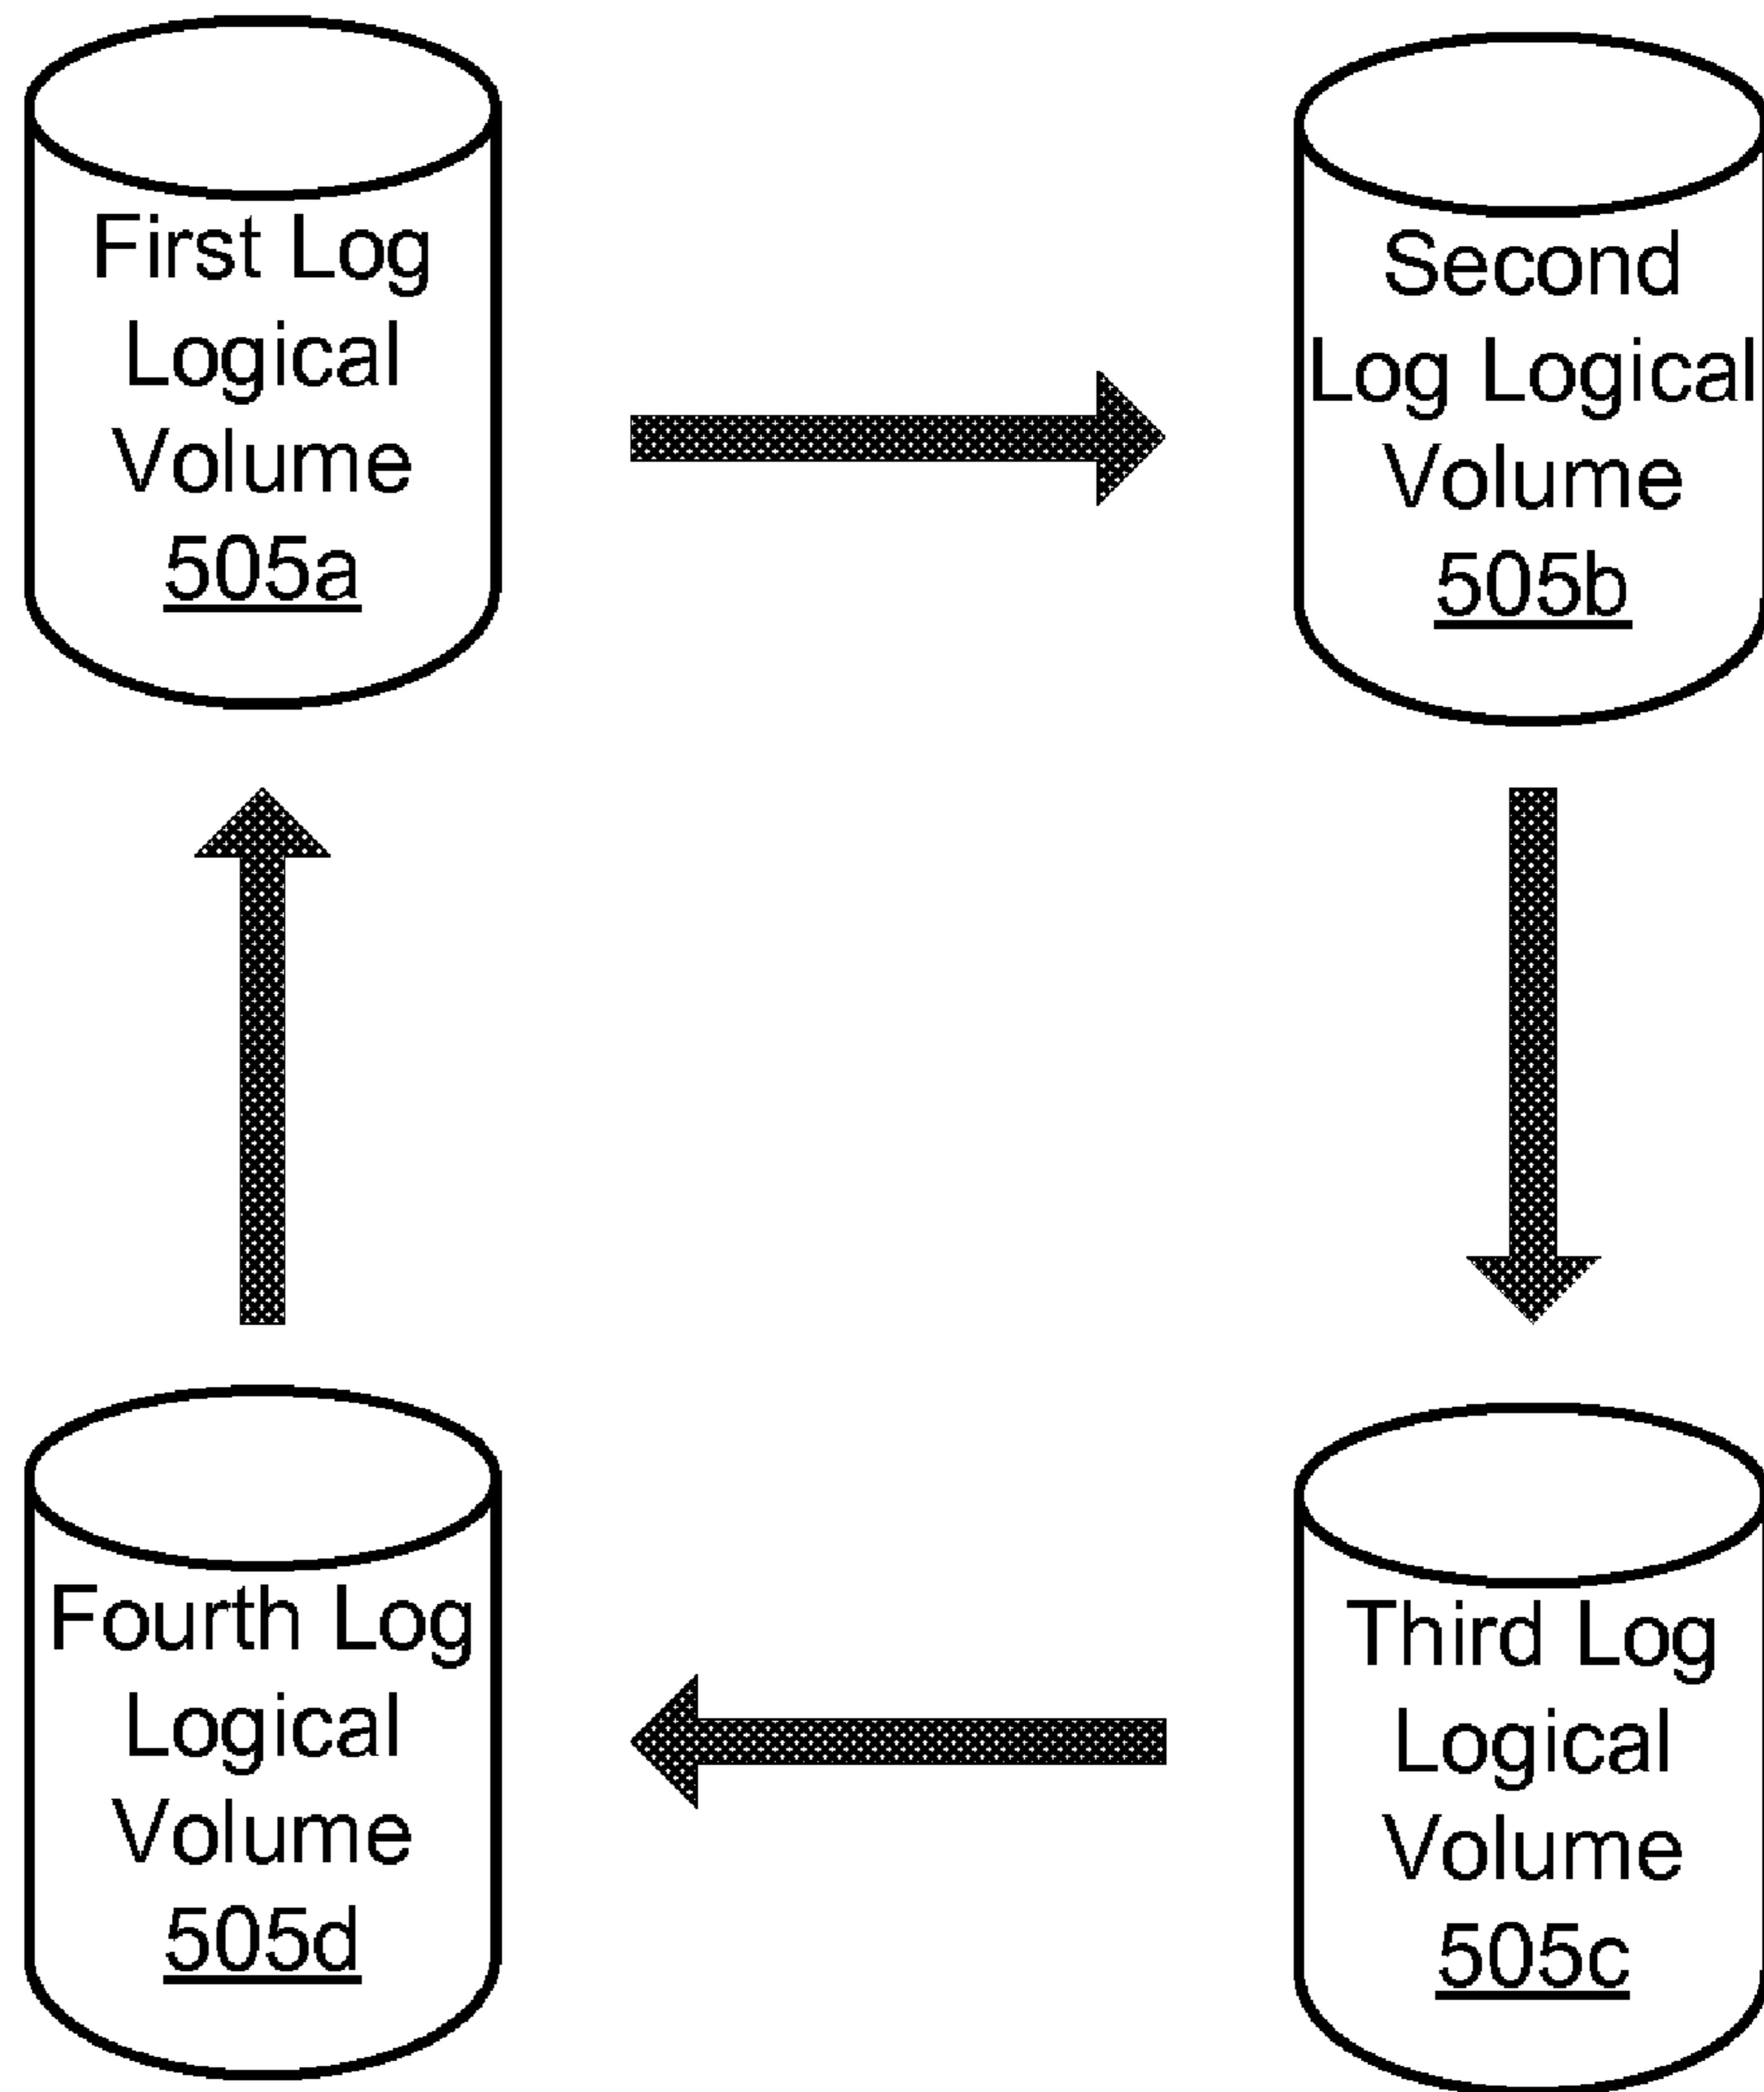 First Log
Logical
Volume
505a
Second
Log Logical
Volume
505b
Fourth Log
Logical
Volume
505d
Third Log
Logical
Volume
505c